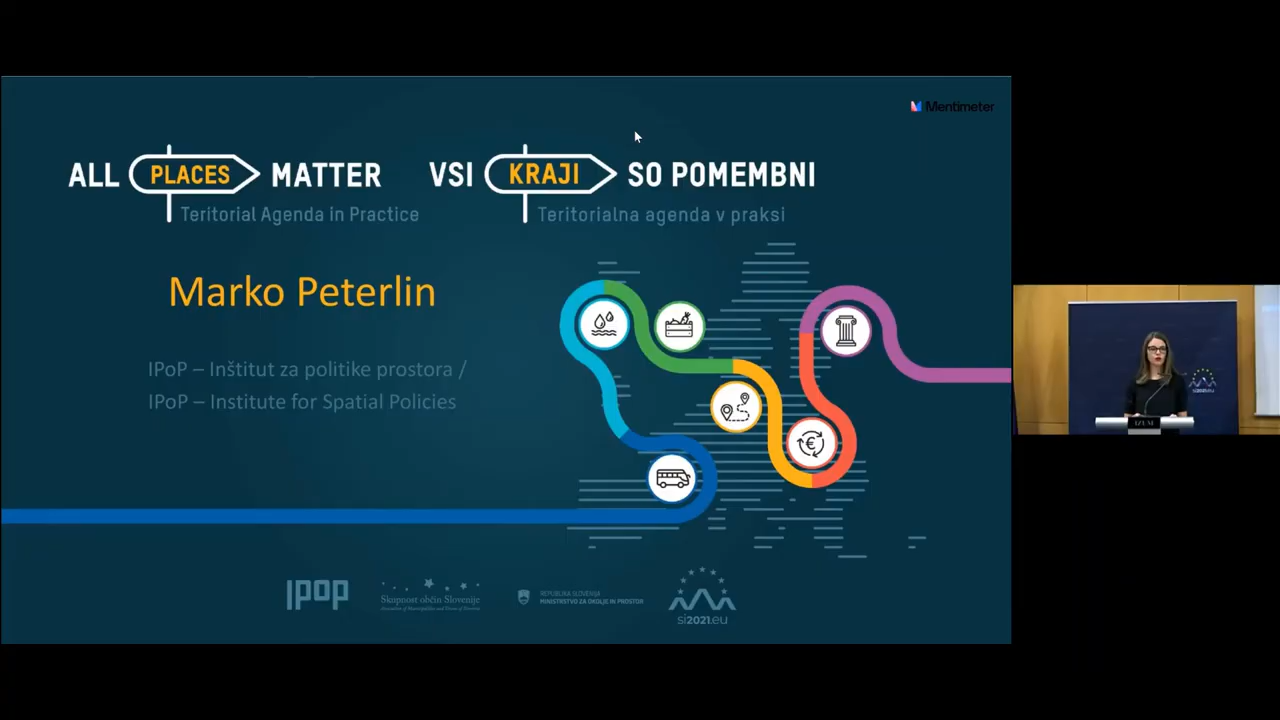 Mentimeter
ALL PLACES MATTER
Teritorial Agenda in Practice
VSI KRAJI SO POMEMBNI
Teritorialna agenda v praksi
Marko Peterlin
IPoP – Inštitut za politike prostora /
IPoP – Institute for Spatial Policies
IPOP
Skupnost občin Slovenije
REPUBLIKA SLOVENIJA
MINISTRSTVO ZA OKOLJE IN PROSTOR
si2021.eu
IZUM